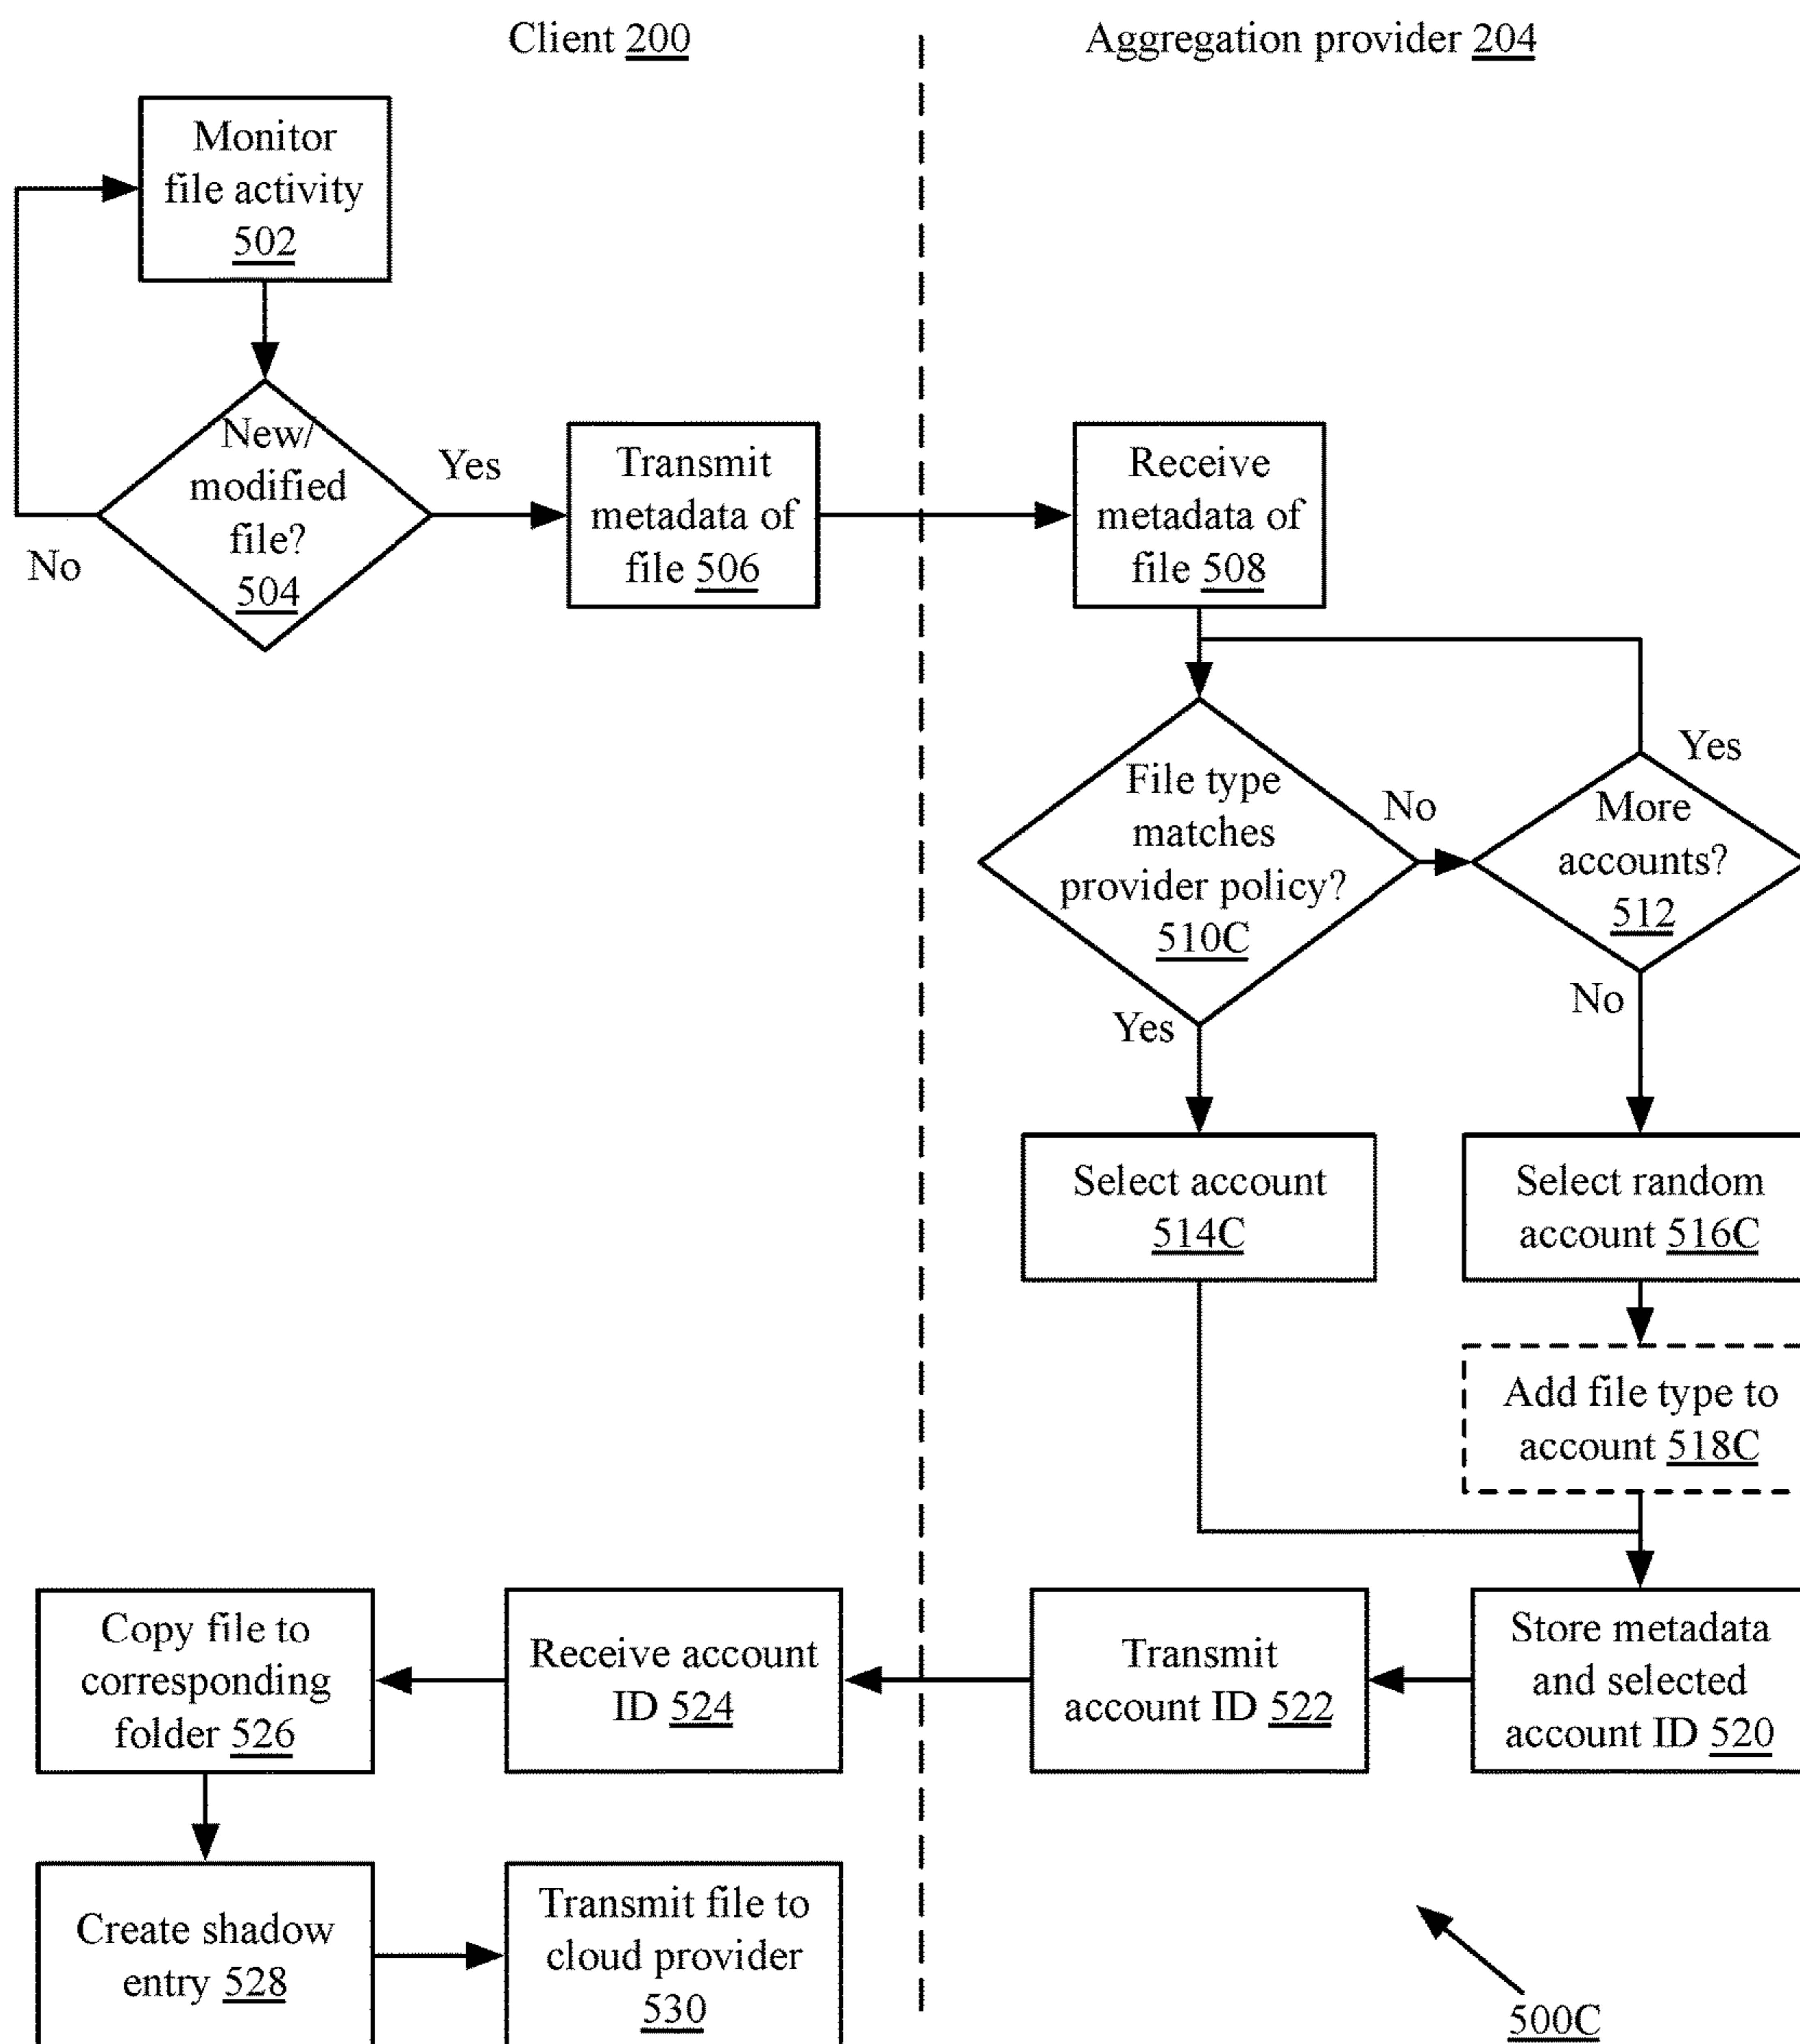 Client 200
Aggregation provider 204
Monitor
file activity
502
New/
modified
file?
504
Yes
No
Transmit
metadata of
file 506
Receive
metadata of
file 508
File type
matches
provider policy?
510C
No
Yes
More
accounts?
512
Yes
No
Select account
514C
Select random
account 516C
Add file type to
account 518C
Store metadata
and selected
account ID 520
Transmit
account ID 522
Receive account
ID 524
Copy file to
corresponding
folder 526
Create shadow
entry 528
Transmit file to
cloud provider
530
500C